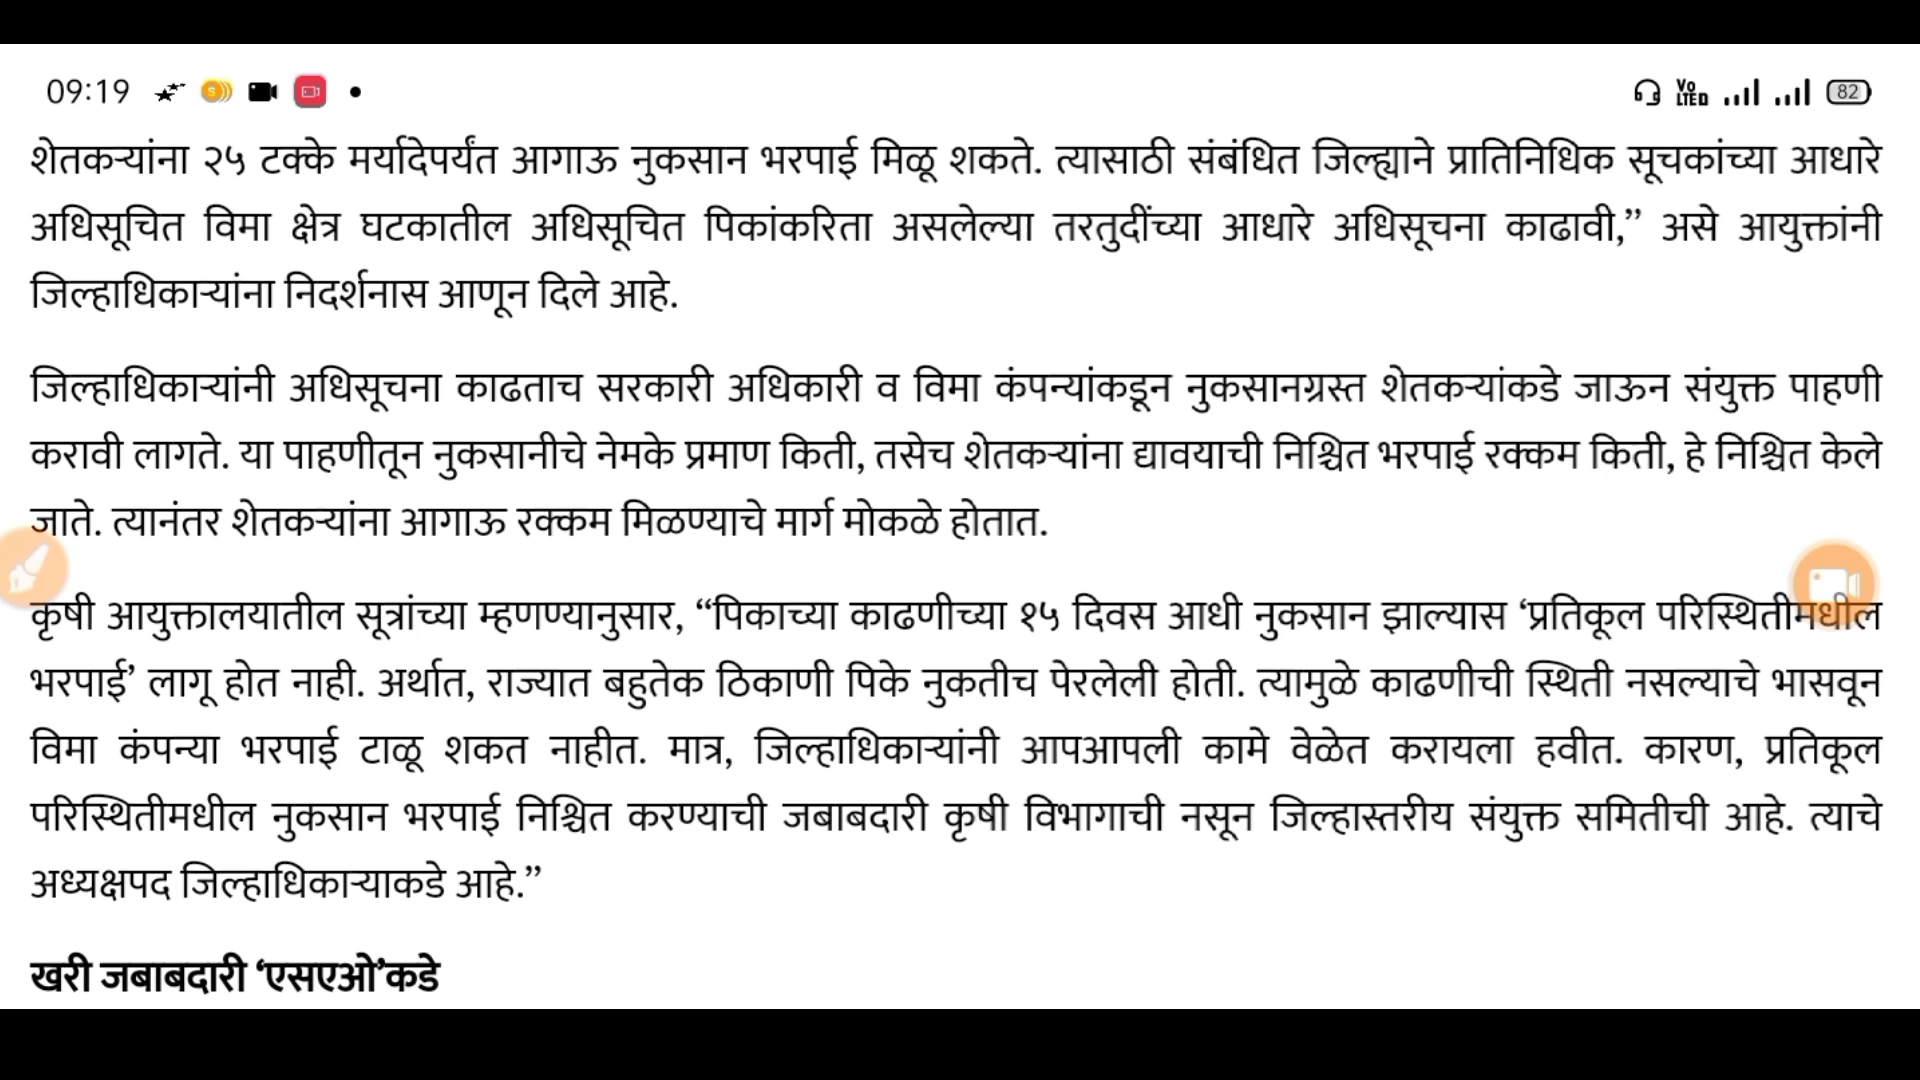 09:19
VO LTED
82
शेतकऱ्यांना २५ टक्के मर्यादेपर्यंत आगाऊ नुकसान भरपाई मिळू शकते. त्यासाठी संबंधित जिल्ह्याने प्रातिनिधिक सूचकांच्या आधारे
अधिसूचित विमा क्षेत्र घटकातील अधिसूचित पिकांकरिता असलेल्या तरतुदींच्या आधारे अधिसूचना काढावी,” असे आयुक्तांनी
जिल्हाधिकाऱ्यांना निदर्शनास आणून दिले आहे.
जिल्हाधिकाऱ्यांनी अधिसूचना काढताच सरकारी अधिकारी व विमा कंपन्यांकडून नुकसानग्रस्त शेतकऱ्यांकडे जाऊन संयुक्त पाहणी
करावी लागते. या पाहणीतून नुकसानीचे नेमके प्रमाण किती, तसेच शेतकऱ्यांना द्यावयाची निश्चित भरपाई रक्कम किती, हे निश्चित केले
जाते. त्यानंतर शेतकऱ्यांना आगाऊ रक्कम मिळण्याचे मार्ग मोकळे होतात.
कृषी आयुक्तालयातील सूत्रांच्या म्हणण्यानुसार, “पिकाच्या काढणीच्या १५ दिवस आधी नुकसान झाल्यास ‘प्रतिकूल परिस्थितीमधील
भरपाई’ लागू होत नाही. अर्थात, राज्यात बहुतेक ठिकाणी पिके नुकतीच पेरलेली होती. त्यामुळे काढणीची स्थिती नसल्याचे भासवून
विमा कंपन्या भरपाई टाळू शकत नाहीत. मात्र, जिल्हाधिकाऱ्यांनी आपआपली कामे वेळेत करायला हवीत. कारण, प्रतिकूल
परिस्थितीमधील नुकसान भरपाई निश्चित करण्याची जबाबदारी कृषी विभागाची नसून जिल्हास्तरीय संयुक्त समितीची आहे. त्याचे
अध्यक्षपद जिल्हाधिकाऱ्याकडे आहे.”
खरी जबाबदारी ‘एसएओ’कडे